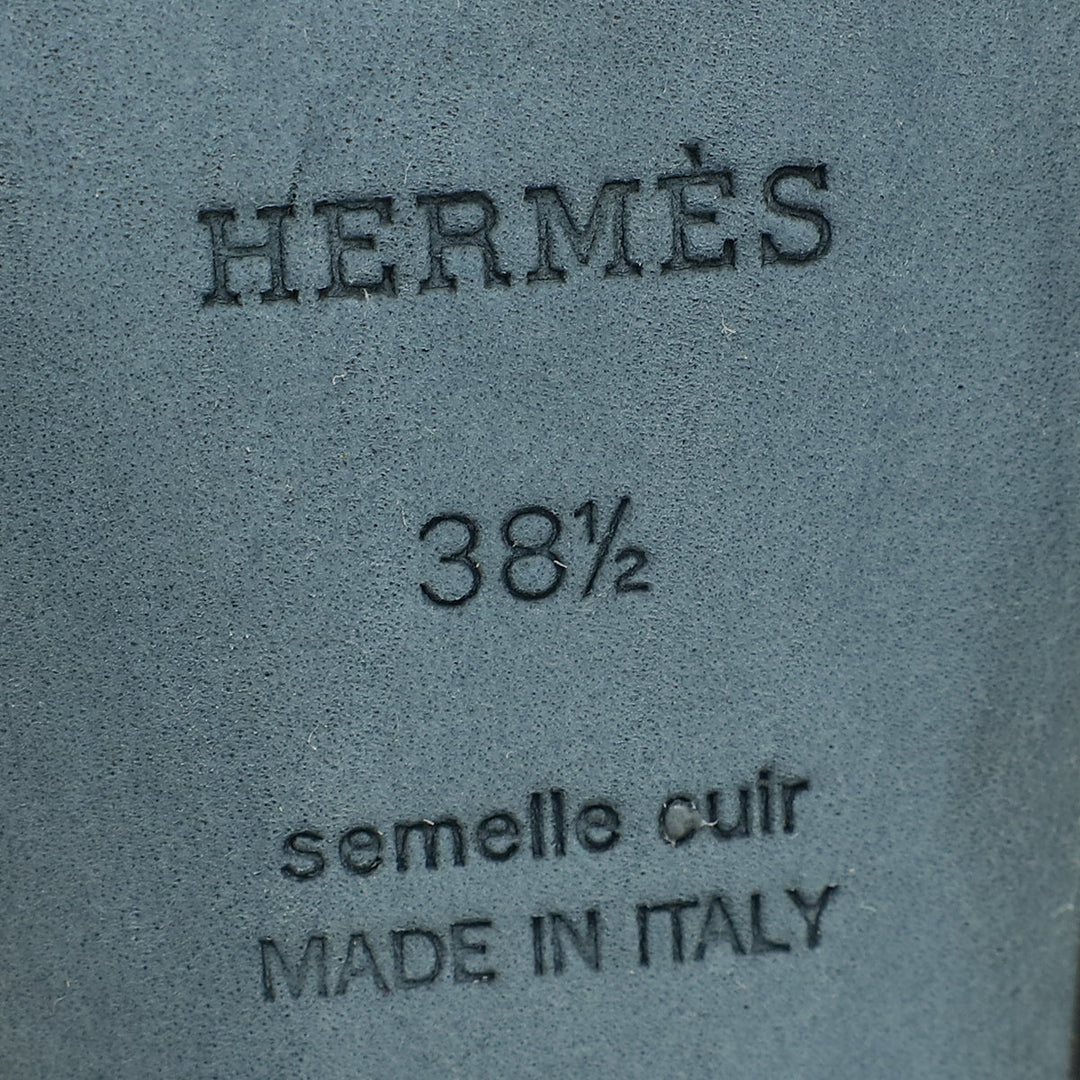 HERMÈS
38½
semelle cuir
MADE IN ITALY